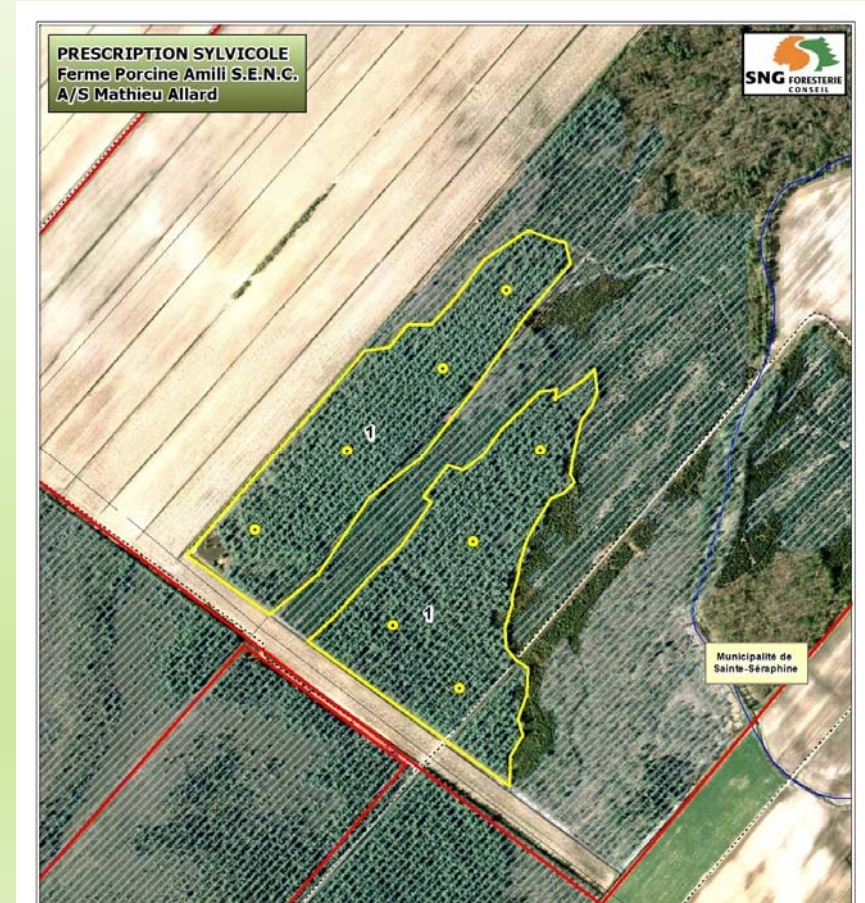 PRESCRIPTION SYLVICOLE
Ferme Porcine Amili S.E.N.C.
A/S Mathieu Allard
SNG FORESTERIE
CONSEIL
1
1
Municipalité de
Sainte-Séraphine